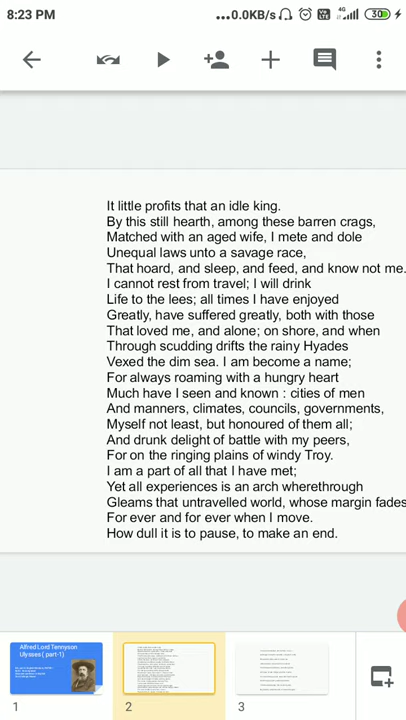 8:23 PM
...0.0KB/s
4G
30
It little profits that an idle king.
By this still hearth, among these barren crags,
Matched with an aged wife, I mete and dole
Unequal laws unto a savage race,
That hoard, and sleep, and feed, and know not me.
I cannot rest from travel; I will drink
Life to the lees; all times I have enjoyed
Greatly, have suffered greatly, both with those
That loved me, and alone; on shore, and when
Through scudding drifts the rainy Hyades
Vexed the dim sea. I am become a name;
For always roaming with a hungry heart
Much have I seen and known : cities of men
And manners, climates, councils, governments,
Myself not least, but honoured of them all;
And drunk delight of battle with my peers,
For on the ringing plains of windy Troy.
I am a part of all that I have met;
Yet all experiences is an arch wherethrough
Gleams that untravelled world, whose margin fades
For ever and for ever when I move.
How dull it is to pause, to make an end.
Alfred Lord Tennyson
Ulysses( part-1)
1
2
3